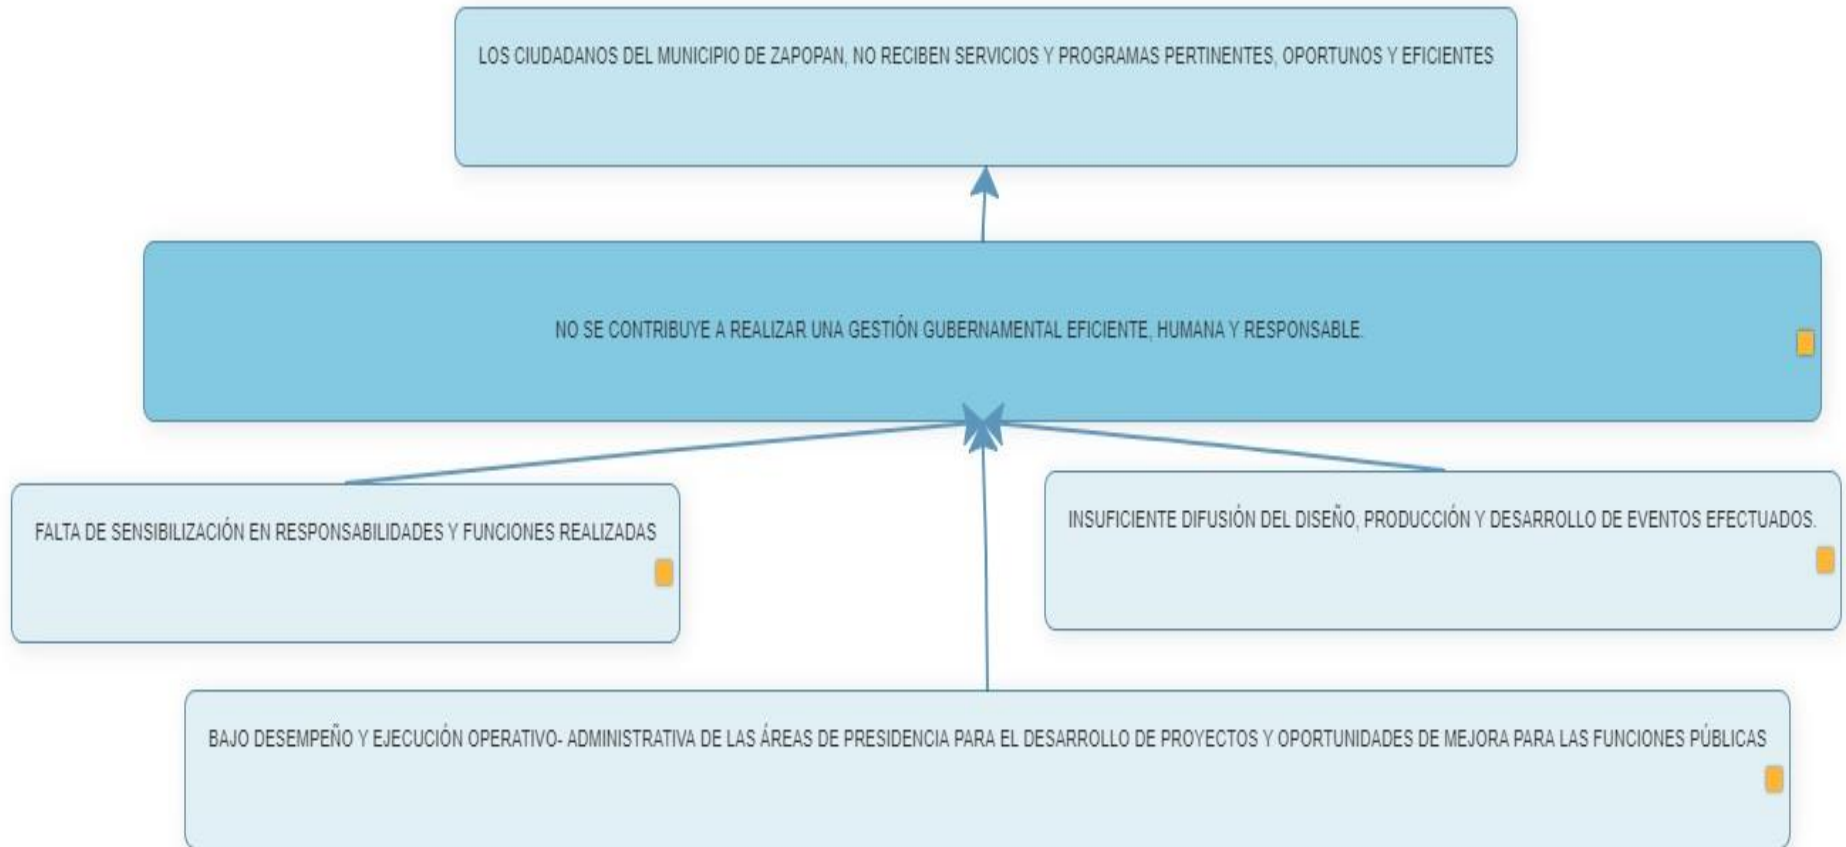 LOS CIUDADANOS DEL MUNICIPIO DE ZAPOPAN, NO RECIBEN SERVICIOS Y PROGRAMAS PERTINENTES, OPORTUNOS Y EFICIENTES
NO SE CONTRIBUYE A REALIZAR UNA GESTIÓN GUBERNAMENTAL EFICIENTE, HUMANA Y RESPONSABLE.
FALTA DE SENSIBILIZACIÓN EN RESPONSABILIDADES Y FUNCIONES REALIZADAS
INSUFICIENTE DIFUSIÓN DEL DISEÑO, PRODUCCIÓN Y DESARROLLO DE EVENTOS EFECTUADOS.
BAJO DESEMPEÑO Y EJECUCIÓN OPERATIVO- ADMINISTRATIVA DE LAS ÁREAS DE PRESIDENCIA PARA EL DESARROLLO DE PROYECTOS Y OPORTUNIDADES DE MEJORA PARA LAS FUNCIONES PÚBLICAS